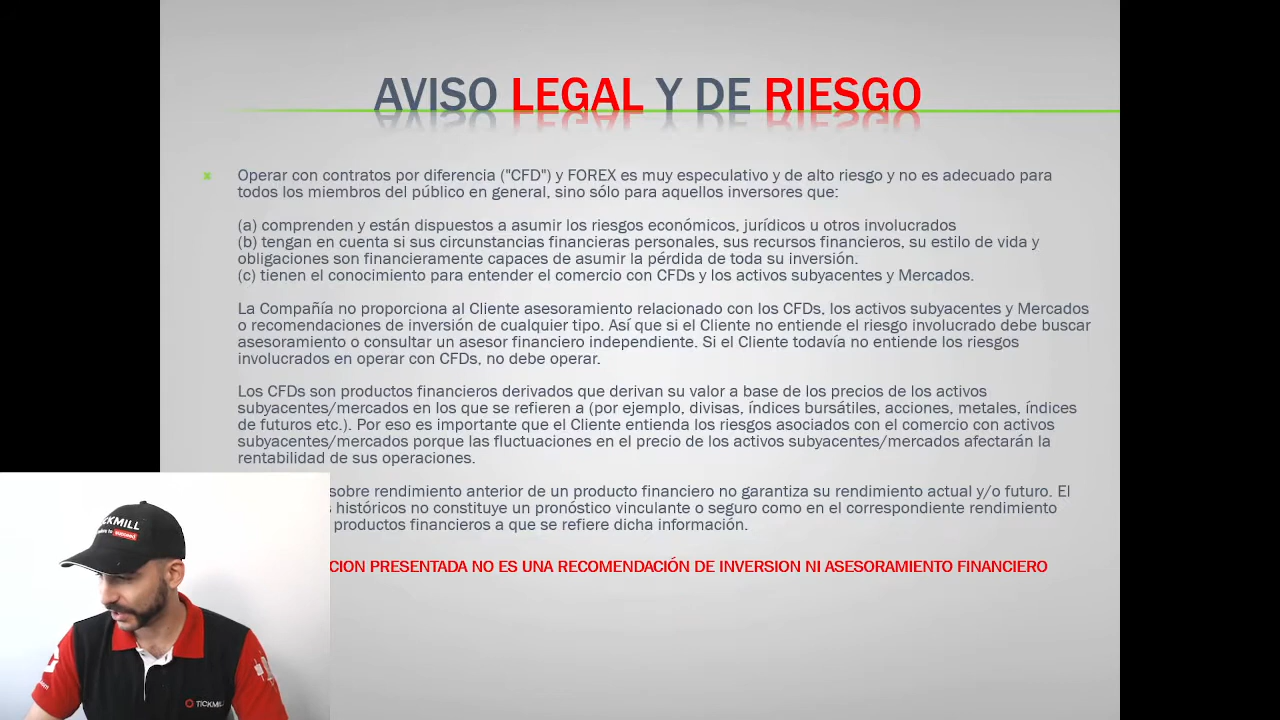 AVISO LEGAL Y DE RIESGO
Operar con contratos por diferencia ("CFD") y FOREX es muy especulativo y de alto riesgo y no es adecuado para
todos los miembros del público en general, sino sólo para aquellos inversores que:
(a) comprenden y están dispuestos a asumir los riesgos económicos, jurídicos u otros involucrados
(b) tengan en cuenta si sus circunstancias financieras personales, sus recursos financieros, su estilo de vida y
obligaciones son financieramente capaces de asumir la pérdida de toda su inversión.
(c) tienen el conocimiento para entender el comercio con CFDs y los activos subyacentes y Mercados.
La Compañía no proporciona al Cliente asesoramiento relacionado con los CFDs, los activos subyacentes y Mercados
o recomendaciones de inversión de cualquier tipo. Así que si el Cliente no entiende el riesgo involucrado debe buscar
asesoramiento o consultar un asesor financiero independiente. Si el Cliente todavía no entiende los riesgos
involucrados en operar con CFDs, no debe operar.
Los CFDs son productos financieros derivados que derivan su valor a base de los precios de los activos
subyacentes/mercados en los que se refieren a (por ejemplo, divisas, índices bursátiles, acciones, metales, índices
de futuros etc.). Por eso es importante que el Cliente entienda los riesgos asociados con el comercio con activos
subyacentes/mercados porque las fluctuaciones en el precio de los activos subyacentes/mercados afectarán la
rentabilidad de sus operaciones.
sobre rendimiento anterior de un producto financiero no garantiza su rendimiento actual y/o futuro. El
históricos no constituye un pronóstico vinculante o seguro como en el correspondiente rendimiento
productos financieros a que se refiere dicha información.
CION PRESENTADA NO ES UNA RECOMENDACIÓN DE INVERSION NI ASESORAMIENTO FINANCIERO
TICKMILL
TICKMILL